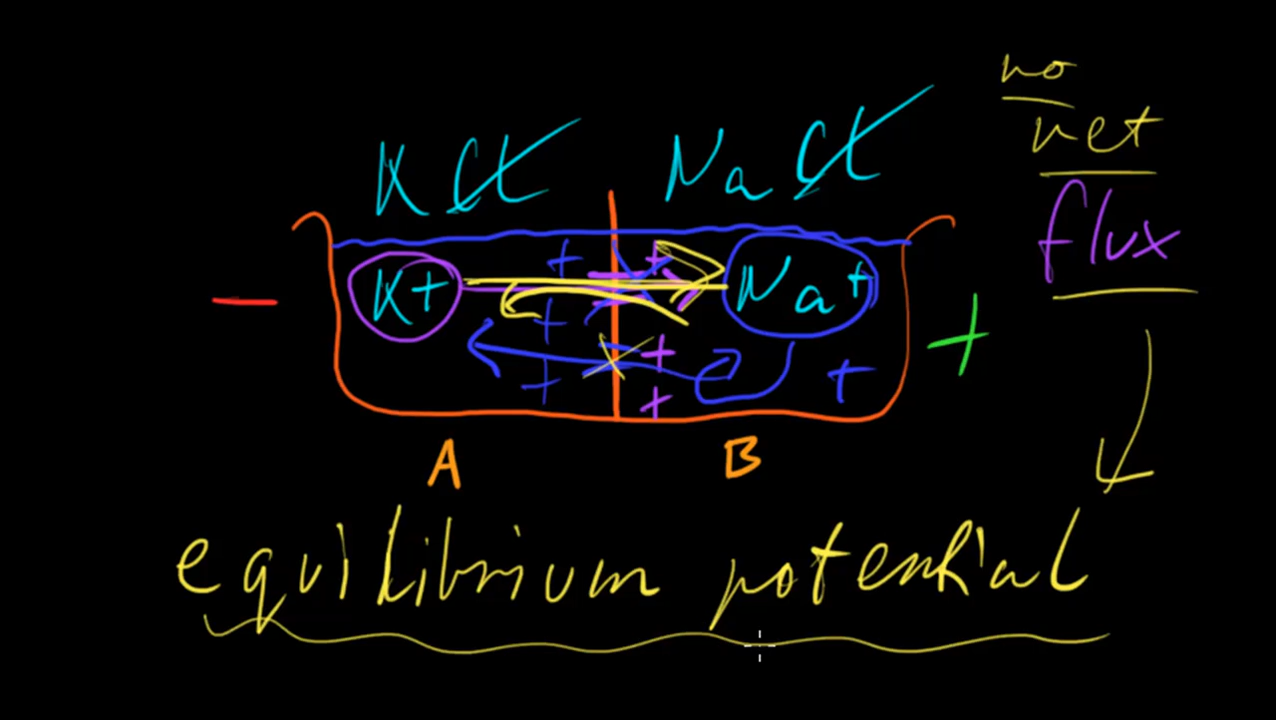 no
net
KCl NaCl
flux
K+ Na+
+ + + + + + +
- +
A B
equilibrium potential